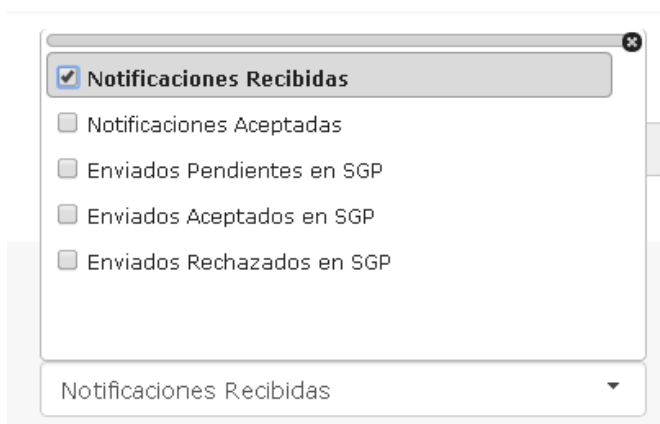 Notificaciones Recibidas
Notificaciones Aceptadas
Enviados Pendientes en SGP
Enviados Aceptados en SGP
Enviados Rechazados en SGP
Notificaciones Recibidas